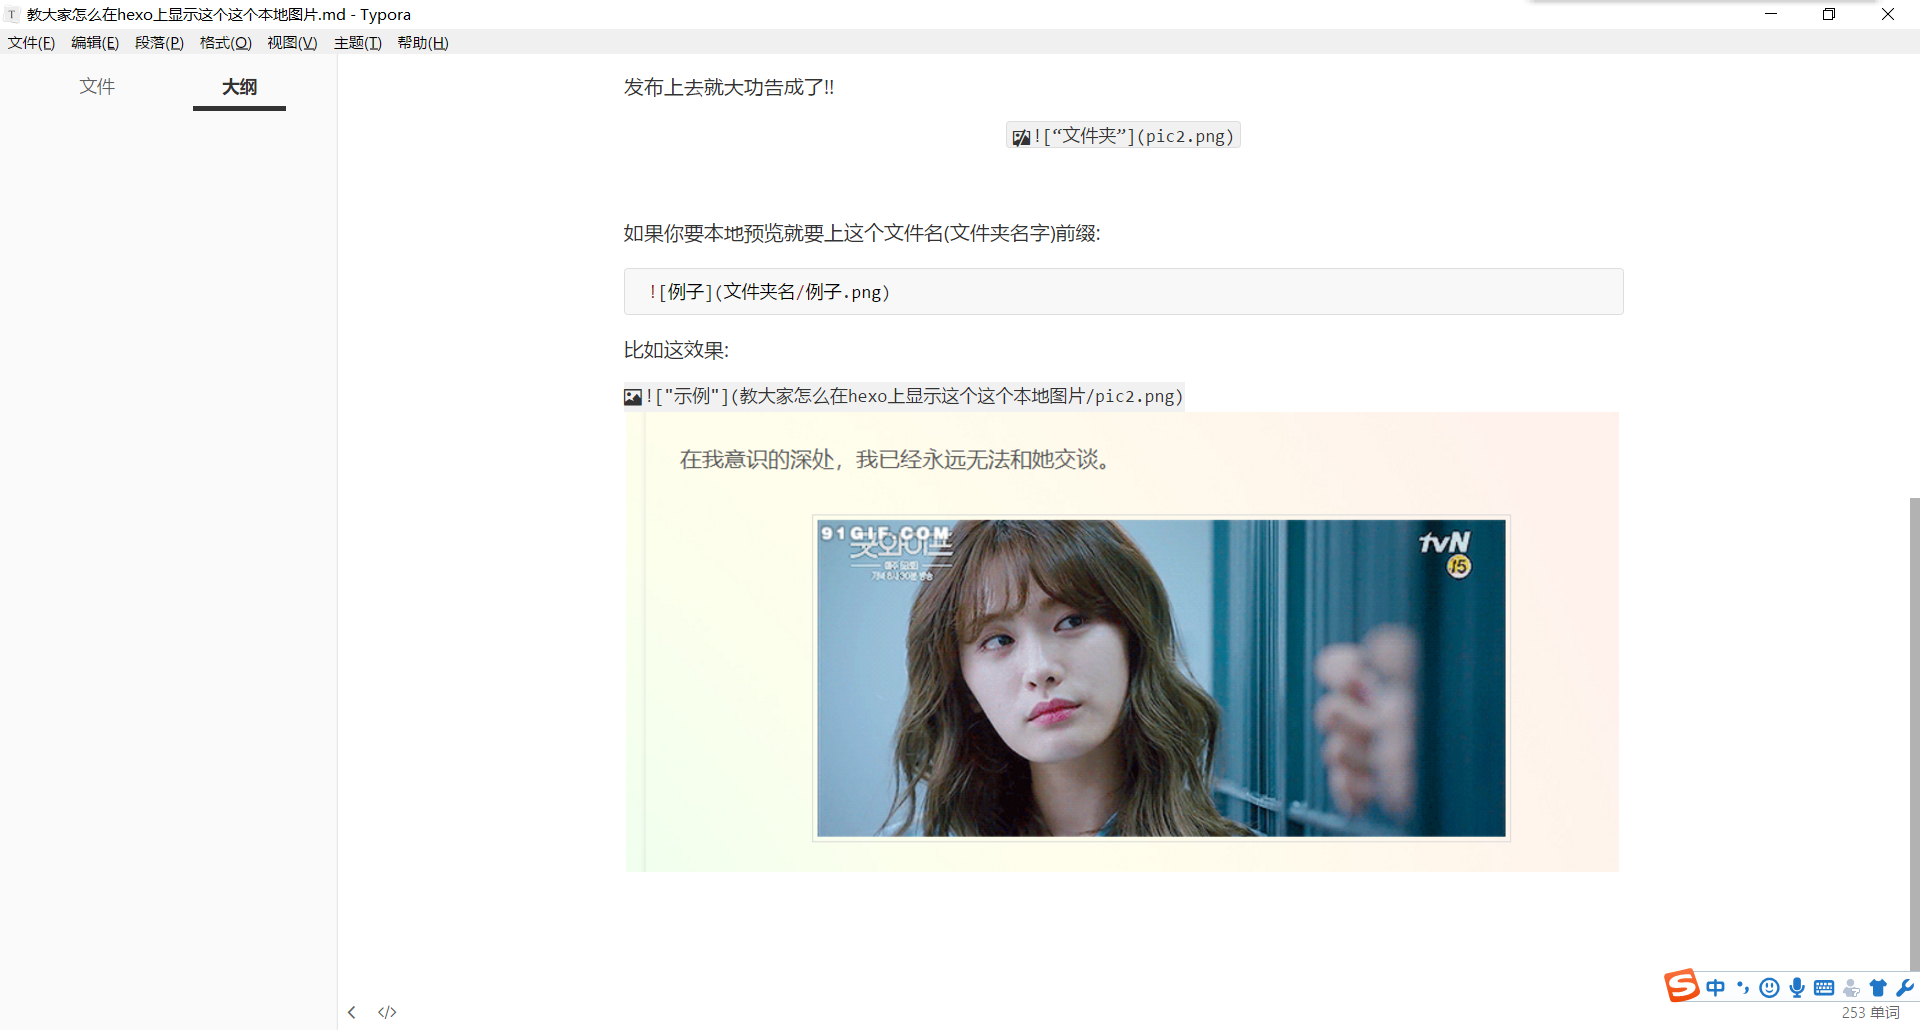 T 教大家怎么在hexo上显示这个这个本地图片.md - Typora
文件(F) 编辑(E) 段落(P) 格式(O) 视图(V) 主题(T) 帮助(H)
文件 大纲
发布上去就大功告成了!!
![“文件夹”](pic2.png)
如果你要本地预览就要上这个文件名(文件夹名字)前缀:
![例子](文件夹名/例子.png)
比如这效果:
!["示例"](教大家怎么在hexo上显示这个这个本地图片/pic2.png)
在我意识的深处，我已经永远无法和她交谈。
91GIF.COM
굿와이프
tvN
15
S 中
</>
253 单词